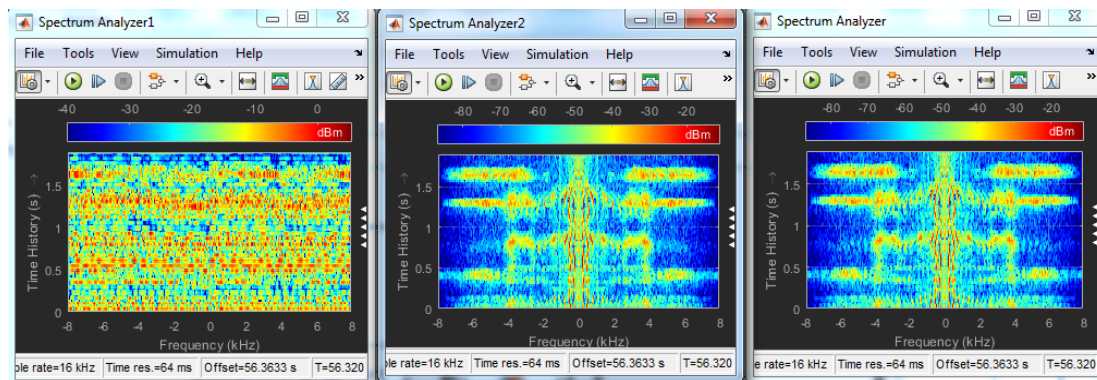 Spectrum Analyzer1
File Tools View Simulation Help
-40 -30 -20 -10 0
dBm
Time History (s) →
1.5
1
0.5
0
-8 -6 -4 -2 0 2 4 6 8
Frequency (kHz)
ple rate=16 kHz Time res.=64 ms Offset=56.3633 s T=56.320
Spectrum Analyzer2
File Tools View Simulation Help
-80 -70 -60 -50 -40 -30 -20
dBm
Time History (s) →
1.5
1
0.5
0
-8 -6 -4 -2 0 2 4 6 8
Frequency (kHz)
le rate=16 kHz Time res.=64 ms Offset=56.3633 s T=56.320
Spectrum Analyzer
File Tools View Simulation Help
-80 -70 -60 -50 -40 -30 -20
dBm
Time History (s) →
1.5
1
0.5
0
-8 -6 -4 -2 0 2 4 6 8
Frequency (kHz)
e rate=16 kHz Time res.=64 ms Offset=56.3633 s T=56.320